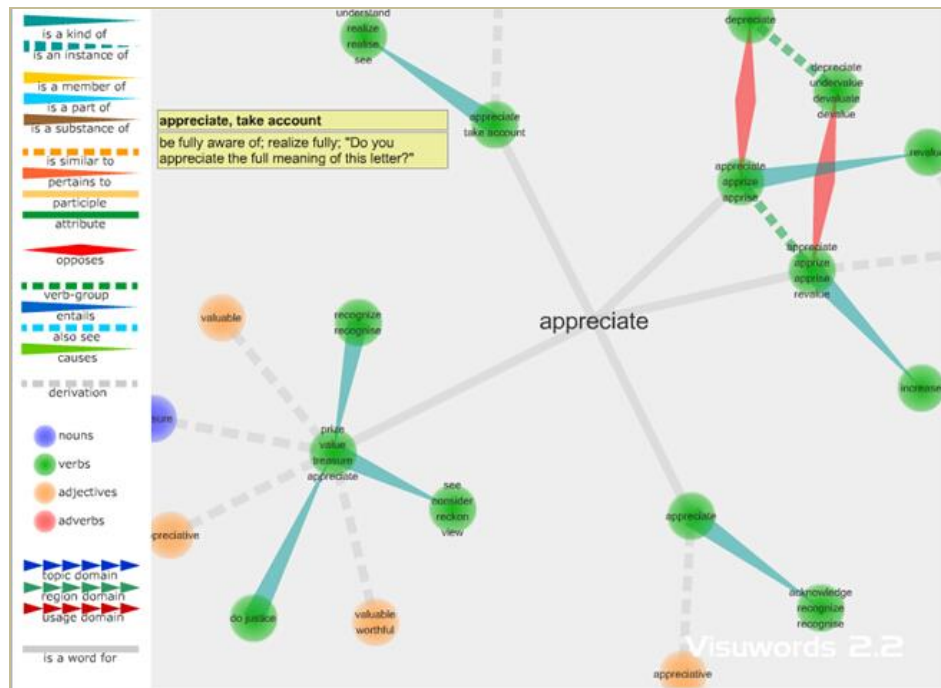 is a kind of
is an instance of
is a member of
is a part of
is a substance of
is similar to
pertains to
participle
attribute
opposes
verb-group
entails
also see
causes
derivation
nouns
verbs
adjectives
adverbs
topic domain
region domain
usage domain
is a word for
understand
realize
realise
see
appreciate
take account
appreciate, take account
be fully aware of; realize fully; "Do you
appreciate the full meaning of this letter?"
depreciate
depreciate
undervalue
devaluate
devalue
appreciate
apprize
apprise
revalue
appreciate
apprize
apprise
revalue
increase
appreciate
valuable
recognize
recognise
sure
prize
value
treasure
appreciate
see
consider
reckon
view
preciative
do justice
valuable
worthful
appreciate
acknowledge
recognize
recognise
appreciative
Visuwords 2.2